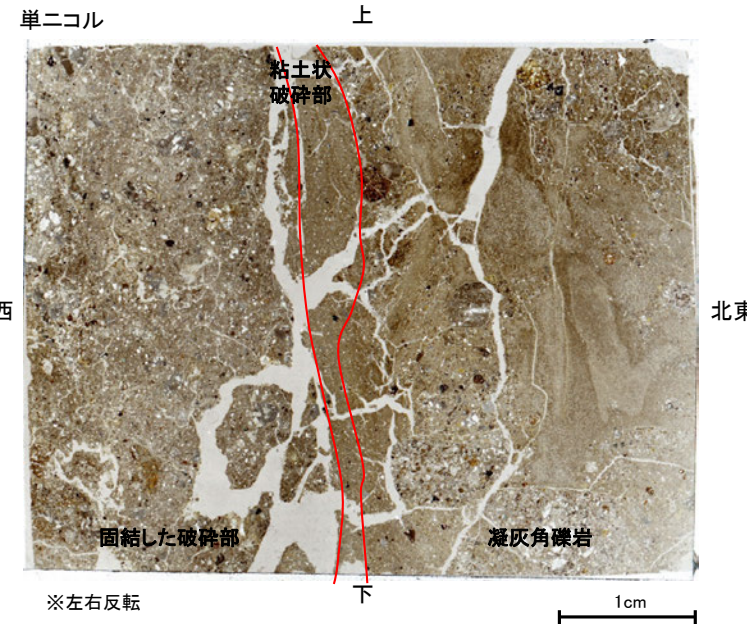 単ニコル
上
粘土状
破砕部
西
北東
固結した破砕部
凝灰角礫岩
※左右反転
下
1cm